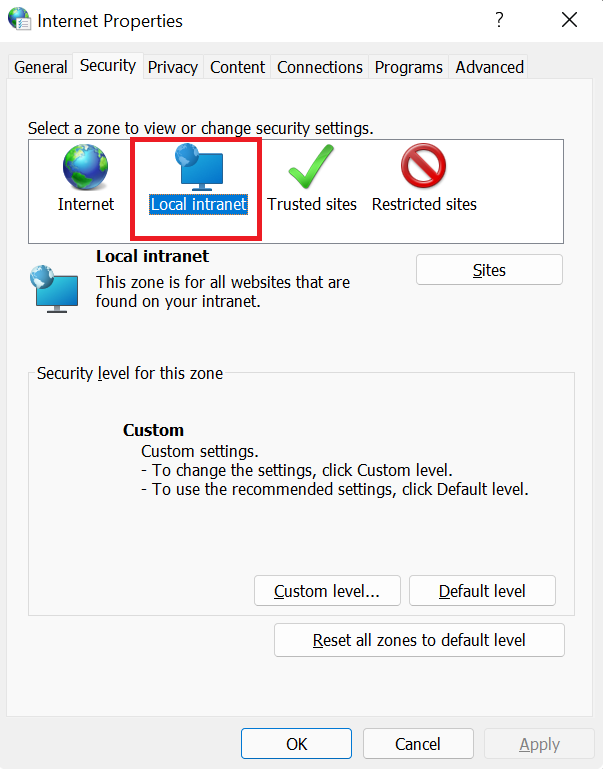 Internet Properties
?
General Security Privacy Content Connections Programs Advanced
Select a zone to view or change security settings.
Internet Local intranet Trusted sites Restricted sites
Local intranet
This zone is for all websites that are
found on your intranet.
Sites
Security level for this zone
Custom
Custom settings.
- To change the settings, click Custom level.
- To use the recommended settings, click Default level.
Custom level... Default level
Reset all zones to default level
OK Cancel Apply